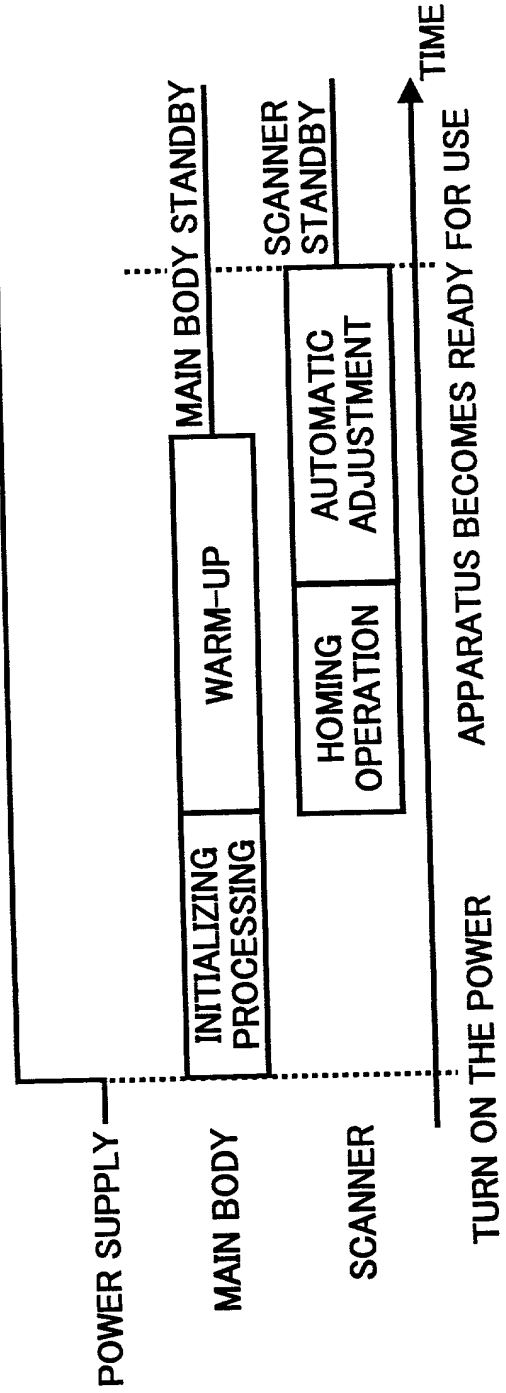 POWER SUPPLY
MAIN BODY
INITIALIZING
PROCESSING
WARM-UP
MAIN BODY STANDBY
SCANNER
HOMING
OPERATION
AUTOMATIC
ADJUSTMENT
SCANNER
STANDBY
TIME
TURN ON THE POWER
APPARATUS BECOMES READY FOR USE